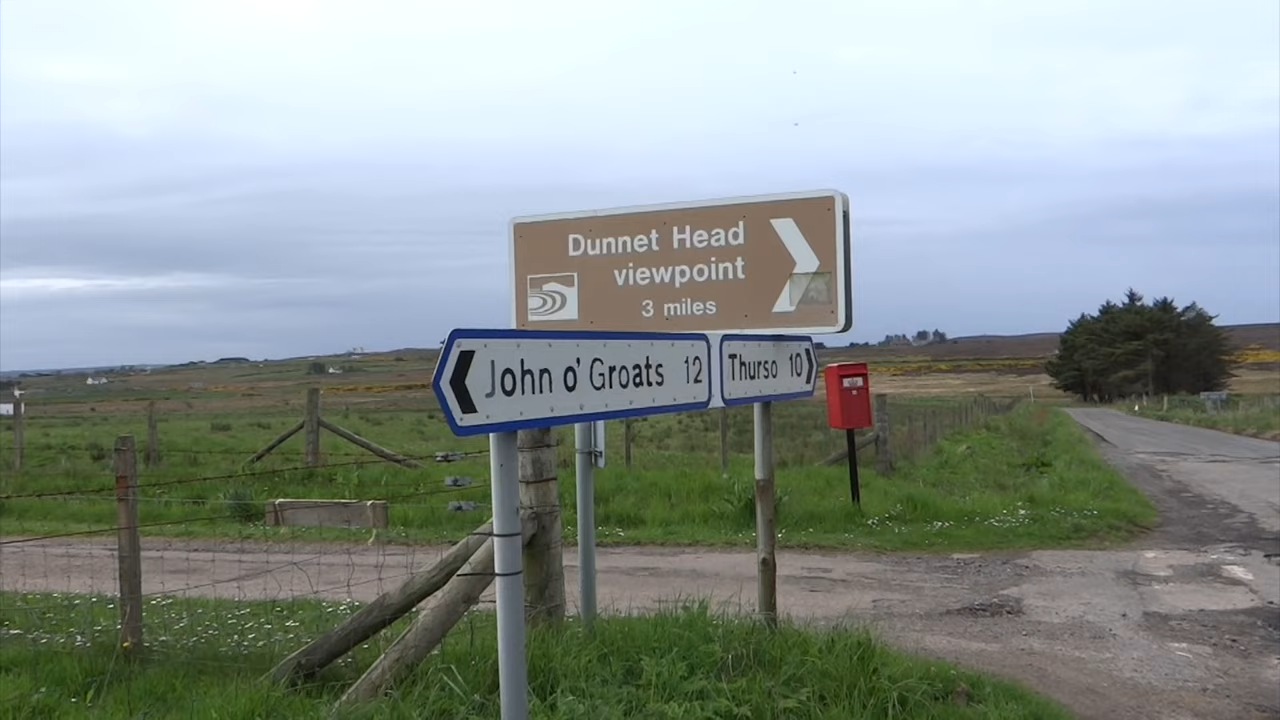 Dunnet Head
viewpoint
3 miles
John o' Groats 12
Thurso 10